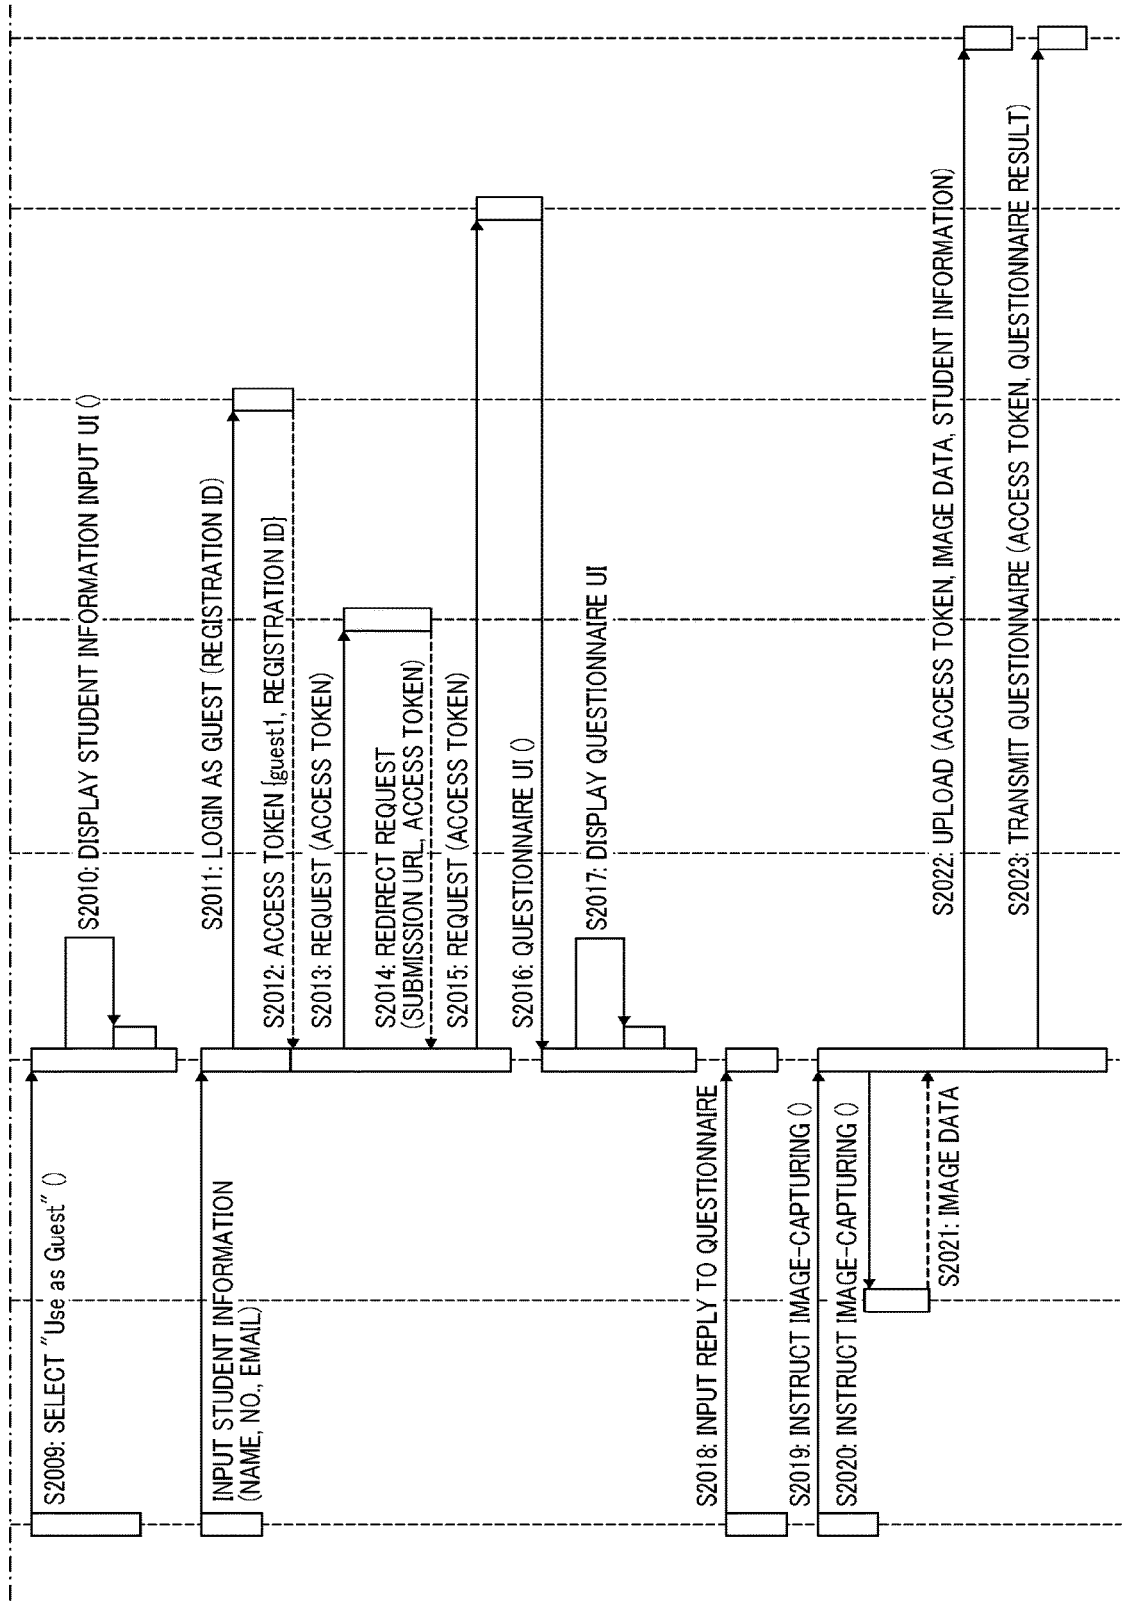 S2009: SELECT "Use as Guest" ()
S2010: DISPLAY STUDENT INFORMATION INPUT UI ()
INPUT STUDENT INFORMATION
(NAME, NO., EMAIL)
S2011: LOGIN AS GUEST (REGISTRATION ID)
S2012: ACCESS TOKEN {guest1, REGISTRATION ID}
S2013: REQUEST (ACCESS TOKEN)
S2014: REDIRECT REQUEST
(SUBMISSION URL, ACCESS TOKEN)
S2015: REQUEST (ACCESS TOKEN)
S2016: QUESTIONNAIRE UI ()
S2017: DISPLAY QUESTIONNAIRE UI
S2018: INPUT REPLY TO QUESTIONNAIRE
S2019: INSTRUCT IMAGE-CAPTURING ()
S2020: INSTRUCT IMAGE-CAPTURING ()
S2021: IMAGE DATA
S2022: UPLOAD (ACCESS TOKEN, IMAGE DATA, STUDENT INFORMATION)
S2023: TRANSMIT QUESTIONNAIRE (ACCESS TOKEN, QUESTIONNAIRE RESULT)